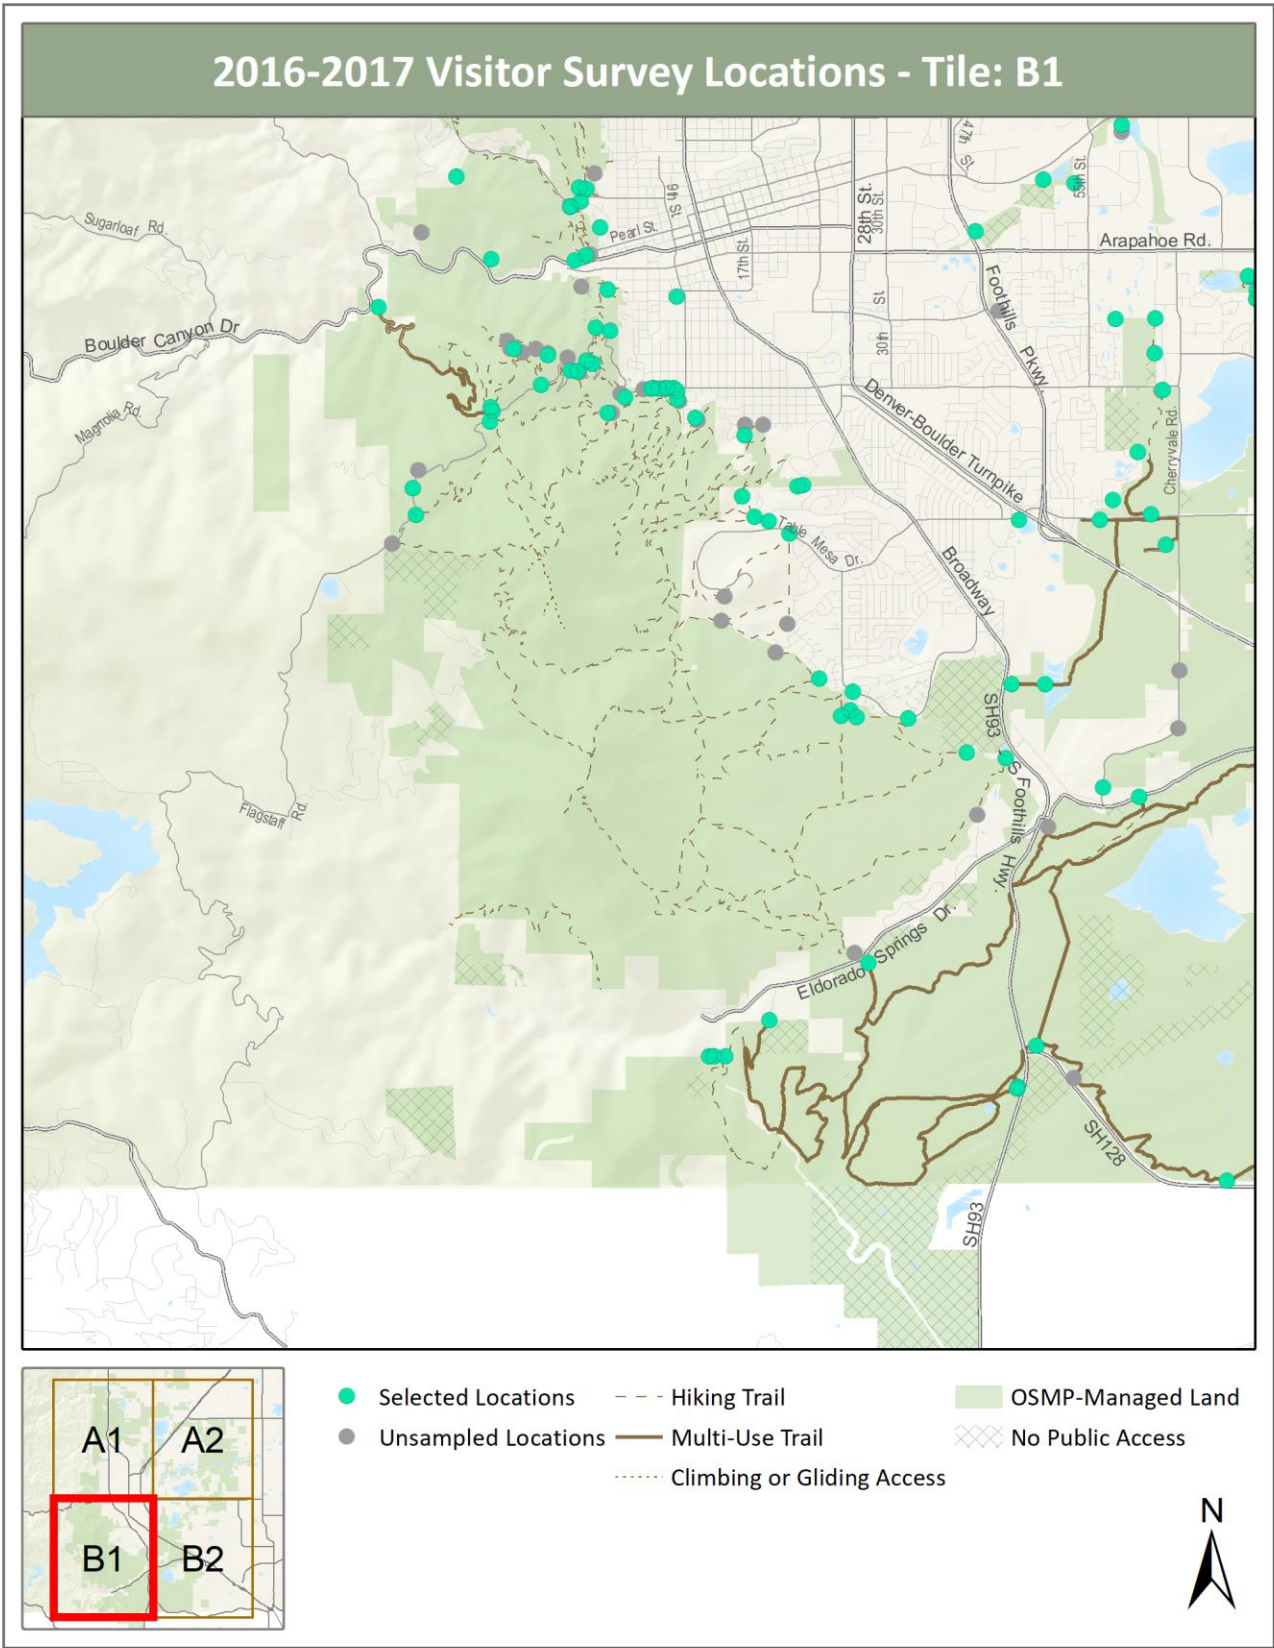 2016-2017 Visitor Survey Locations - Tile: B1
47th St.
55th St.
9th St.
28th St.
30th St.
Sugarloaf Rd.
Pearl St.
17th St.
Arapahoe Rd.
Foothills Pkwy.
30th St
Boulder Canyon Dr
Magnolia Rd.
Denver-Boulder Turnpike
Cherryvale Rd.
Table Mesa Dr.
Broadway
SH93
S Foothills Hwy.
Flagstaff Rd.
Eldorado Springs Dr.
SH128
SH93
A1
A2
B1
B2
Selected Locations
Unsampled Locations
Hiking Trail
Multi-Use Trail
Climbing or Gliding Access
OSMP-Managed Land
No Public Access
N